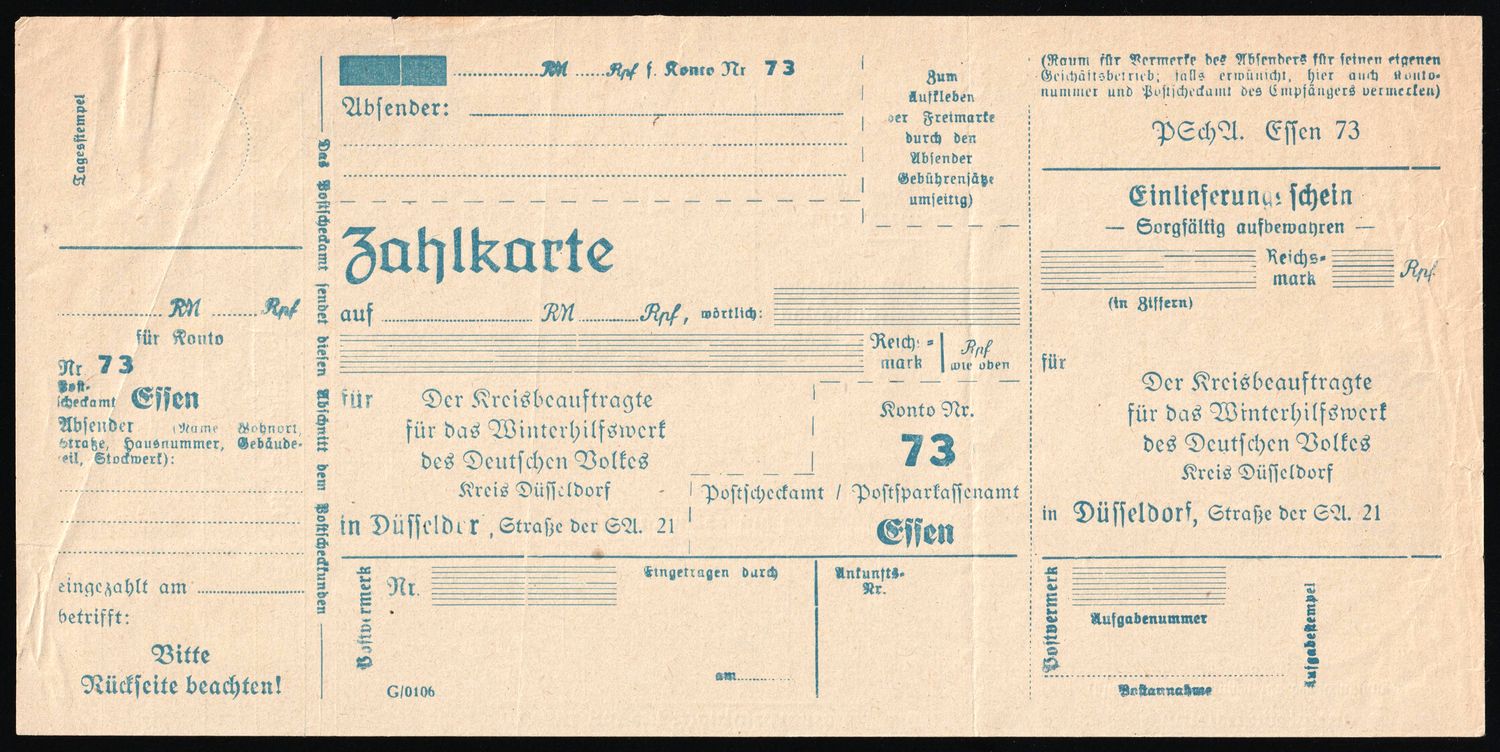 Tagesstempel
RM Rpf
für Konto
Nr. 73
Post-
scheckamt Essen
Absender (Name Wohnort,
Straße, Hausnummer, Gebäude-
eil, Stockwerk):
eingezahlt am
betrifft:
Bitte
Rückseite beachten!
Das Postscheckamt sendet diesen Abschnitt dem Postscheckkunden
RM Rpf f. Konto Nr 73
Absender:
Zum
Aufkleben
der Freimarke
durch den
Absender
Gebührensätze
umseitig)
Zahlkarte
auf RM Rpf, wörtlich:
Reichs-
mark
Rpf
wie oben
für Der Kreisbeauftragte
für das Winterhilfswerk
des Deutschen Volkes
Kreis Düsseldorf
in Düsseldor, Straße der SA. 21
Konto Nr.
73
Postscheckamt / Postsparkassenamt
Essen
Postvermerk
Nr.
Eingetragen durch
am
Ankunfts-
Nr.
G/0106
(Raum für Vermerke des Absenders für seinen eigenen
Geschäftsbetrieb; falls erwünscht, hier auch Konto-
nummer und Postscheckamt des Empfängers vermerken)
PSchA. Essen 73
Einlieferungsschein
— Sorgfältig aufbewahren —
Reichs-
mark
Rpf
(in Ziffern)
für
Der Kreisbeauftragte
für das Winterhilfswerk
des Deutschen Volkes
Kreis Düsseldorf
in Düsseldorf, Straße der SA. 21
Postvermerk
Aufgabenummer
Postannahme
Aufgabestempel